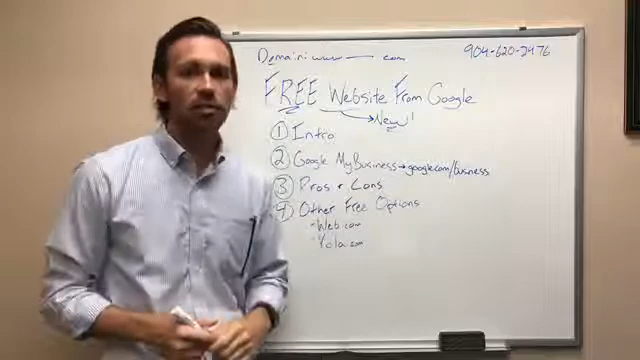 Domain: www.——.com
904-620-2476
FREE Website From Google
New!!
① Intro
② Google MyBusiness → google.com/business
③ Pros & Cons
④ Other Free Options
- Web.com
- Yola.com